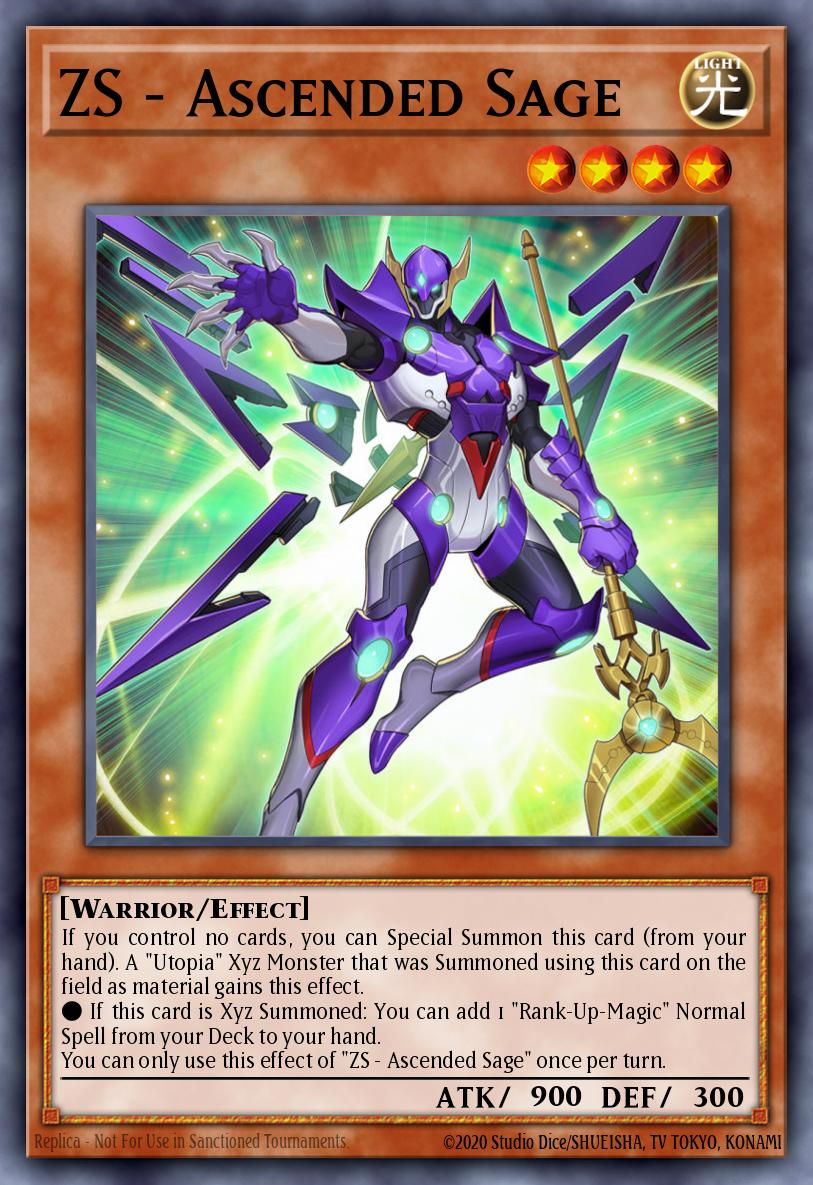 ZS - Ascended Sage
LIGHT
光
[Warrior/Effect]
If you control no cards, you can Special Summon this card (from your
hand). A "Utopia" Xyz Monster that was Summoned using this card on the
field as material gains this effect.
● If this card is Xyz Summoned: You can add 1 "Rank-Up-Magic" Normal
Spell from your Deck to your hand.
You can only use this effect of "ZS - Ascended Sage" once per turn.
ATK/ 900 DEF/ 300
Replica - Not For Use in Sanctioned Tournaments.
©2020 Studio Dice/SHUEISHA, TV TOKYO, KONAMI